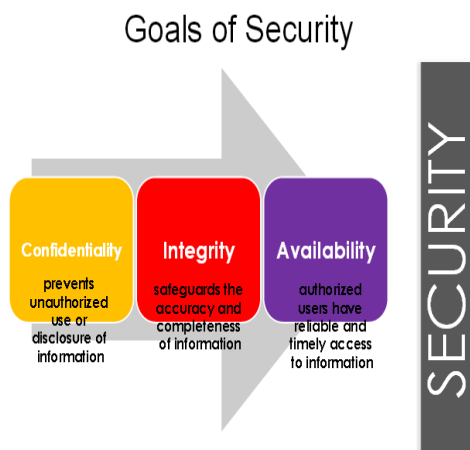 Goals of Security
Confidentiality
prevents
unauthorized
use or
disclosure of
information
Integrity
safeguards the
accuracy and
completeness
of information
Availability
authorized
users have
reliable and
timely access
to information
SECURITY